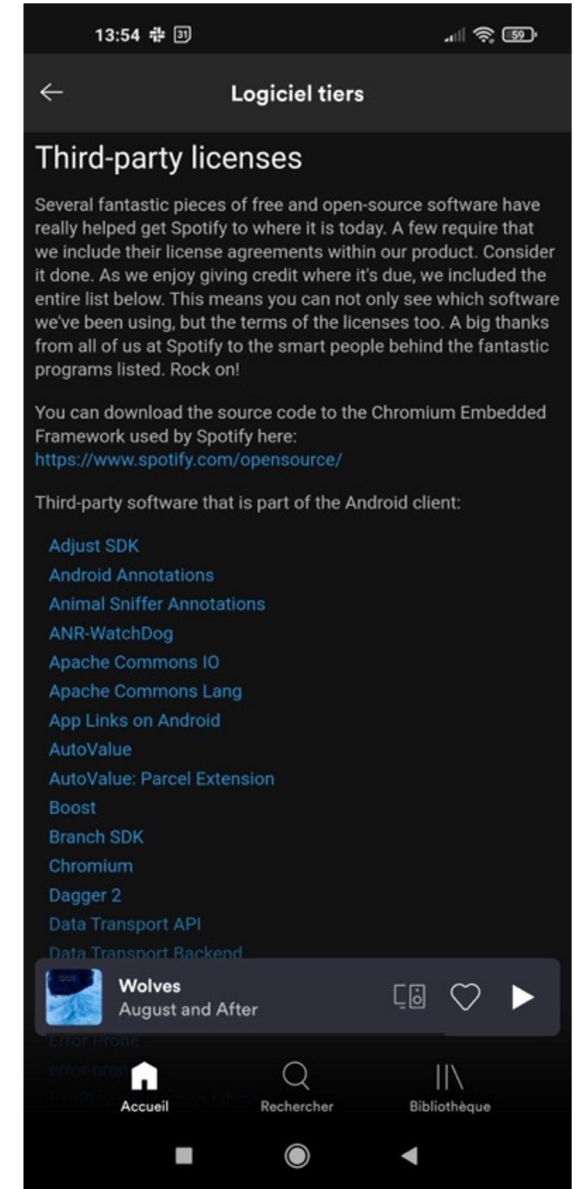 13:54 31 59
Logiciel tiers
Third-party licenses
Several fantastic pieces of free and open-source software have
really helped get Spotify to where it is today. A few require that
we include their license agreements within our product. Consider
it done. As we enjoy giving credit where it's due, we included the
entire list below. This means you can not only see which software
we've been using, but the terms of the licenses too. A big thanks
from all of us at Spotify to the smart people behind the fantastic
programs listed. Rock on!
You can download the source code to the Chromium Embedded
Framework used by Spotify here:
https://www.spotify.com/opensource/
Third-party software that is part of the Android client:
Adjust SDK
Android Annotations
Animal Sniffer Annotations
ANR-WatchDog
Apache Commons IO
Apache Commons Lang
App Links on Android
AutoValue
AutoValue: Parcel Extension
Boost
Branch SDK
Chromium
Dagger 2
Data Transport API
Data Transport Backend
Wolves
August and After
Error Prone
Accueil Rechercher Bibliothèque